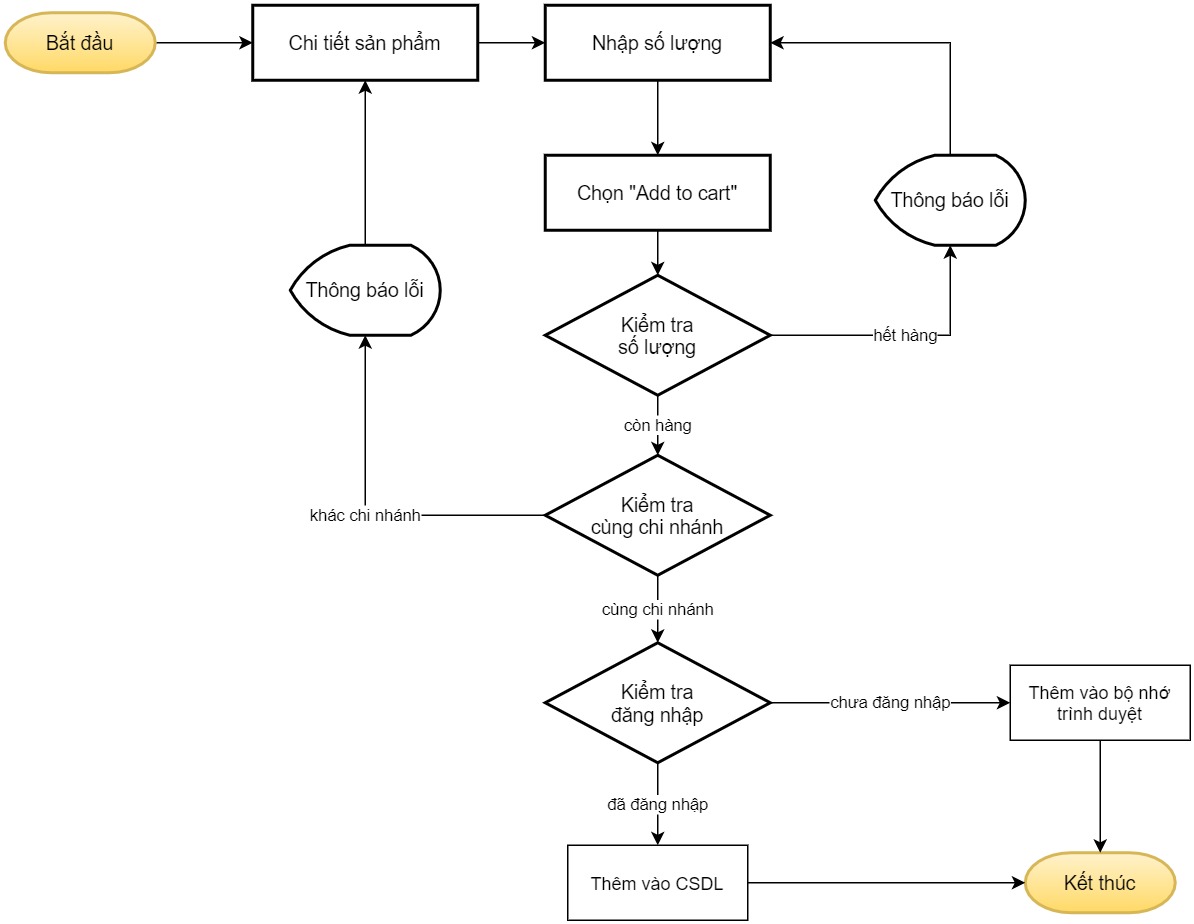 Bắt đầu
Chi tiết sản phẩm
Nhập số lượng
Chọn "Add to cart"
Thông báo lỗi
Thông báo lỗi
Kiểm tra
số lượng
hết hàng
còn hàng
Kiểm tra
cùng chi nhánh
khác chi nhánh
cùng chi nhánh
Kiểm tra
đăng nhập
chưa đăng nhập
Thêm vào bộ nhớ
trình duyệt
đã đăng nhập
Thêm vào CSDL
Kết thúc